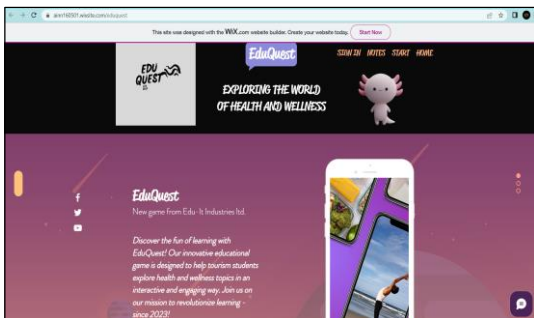 This site was designed with the WiX.com website builder. Create your website today. Start Now
EDU
QUEST
EduQuest
SIGN IN NOTES START HOME
EXPLORING THE WORLD
OF HEALTH AND WELLNESS
EduQuest
New game from Edu- It Industries ltd.
Discover the fun of learning with
EduQuest! Our innovative educational
game is designed to help tourism students
explore health and wellness topics in an
interactive and engaging way. Join us on
our mission to revolutionize learning -
since 2023!